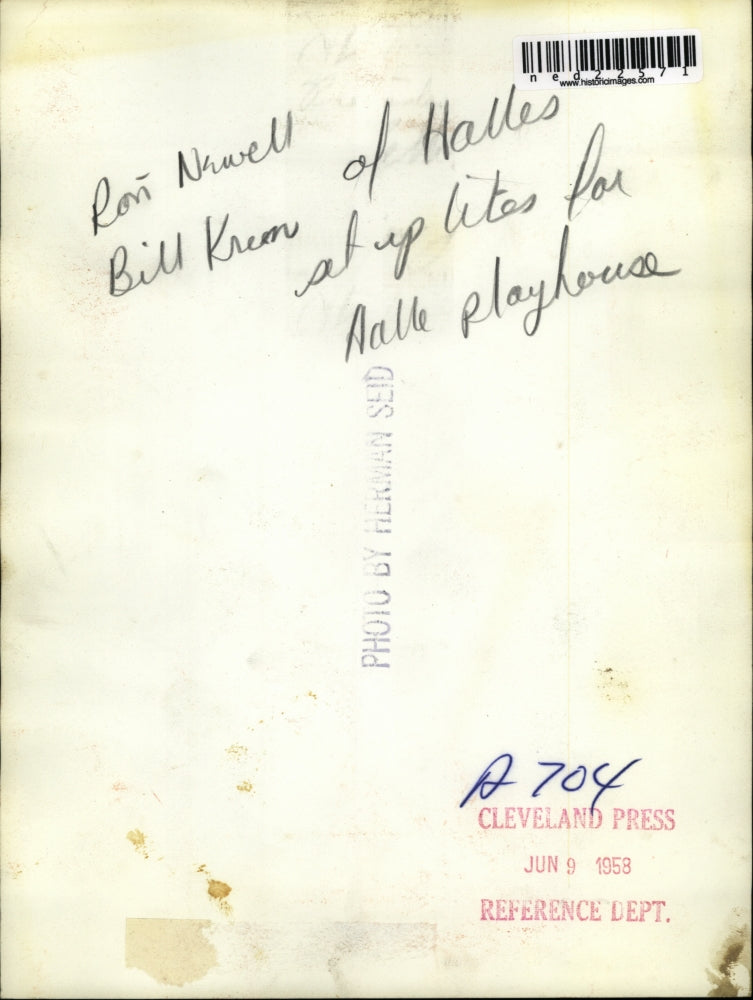 ned22571
www.historicimages.com
Ron Newell of Halles
Bill set up lites for
Halle playhouse
PHOTO BY HERMAN SEID
A 704
CLEVELAND PRESS
JUN 9 1958
REFERENCE DEPT.